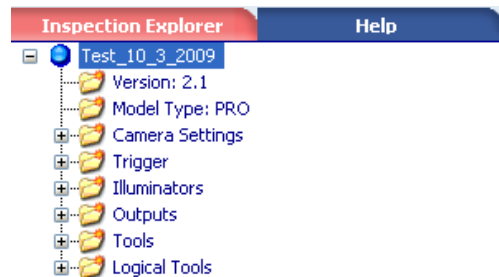 Inspection Explorer Help
Test_10_3_2009
Version: 2.1
Model Type: PRO
Camera Settings
Trigger
Illuminators
Outputs
Tools
Logical Tools